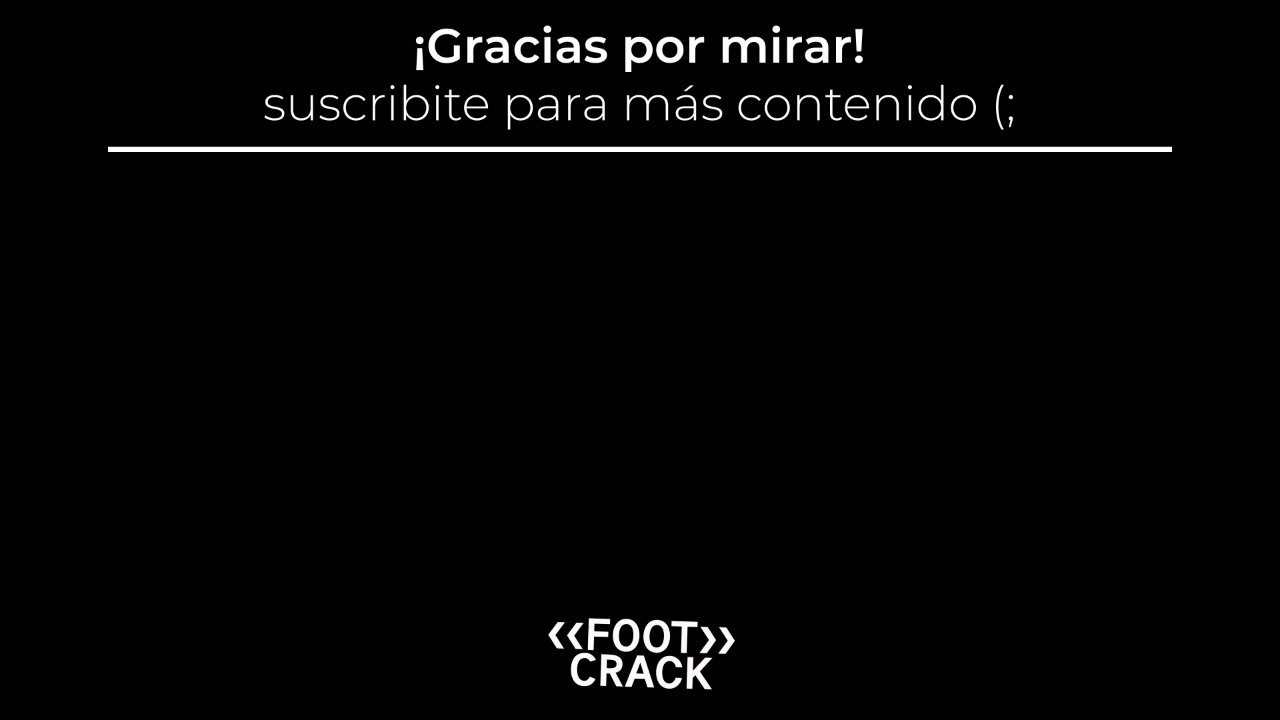 ¡Gracias por mirar!
suscribite para más contenido (;
‹‹FOOT››
CRACK